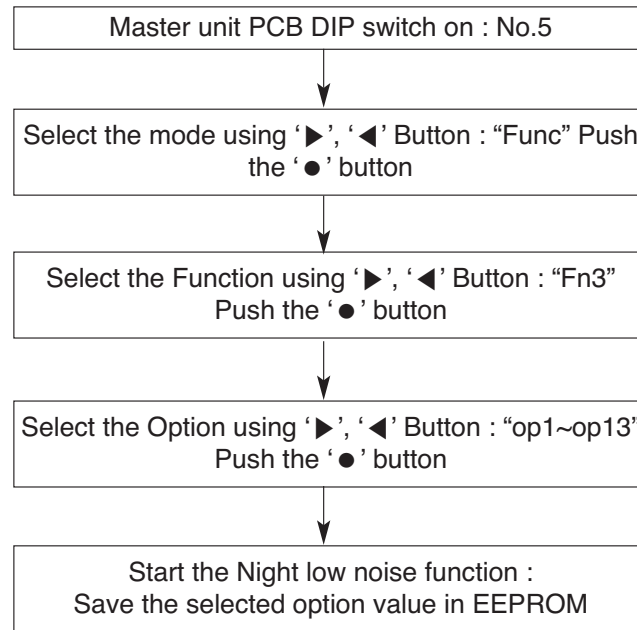 Master unit PCB DIP switch on : No.5
Select the mode using ‘▶’, ‘◀’ Button : “Func” Push
the ‘●’ button
Select the Function using ‘▶’, ‘◀’ Button : “Fn3”
Push the ‘●’ button
Select the Option using ‘▶’, ‘◀’ Button : “op1~op13”
Push the ‘●’ button
Start the Night low noise function :
Save the selected option value in EEPROM